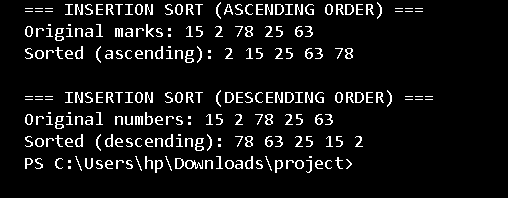 === INSERTION SORT (ASCENDING ORDER) ===
Original marks: 15 2 78 25 63
Sorted (ascending): 2 15 25 63 78
=== INSERTION SORT (DESCENDING ORDER) ===
Original numbers: 15 2 78 25 63
Sorted (descending): 78 63 25 15 2
PS C:\Users\hp\Downloads\project>